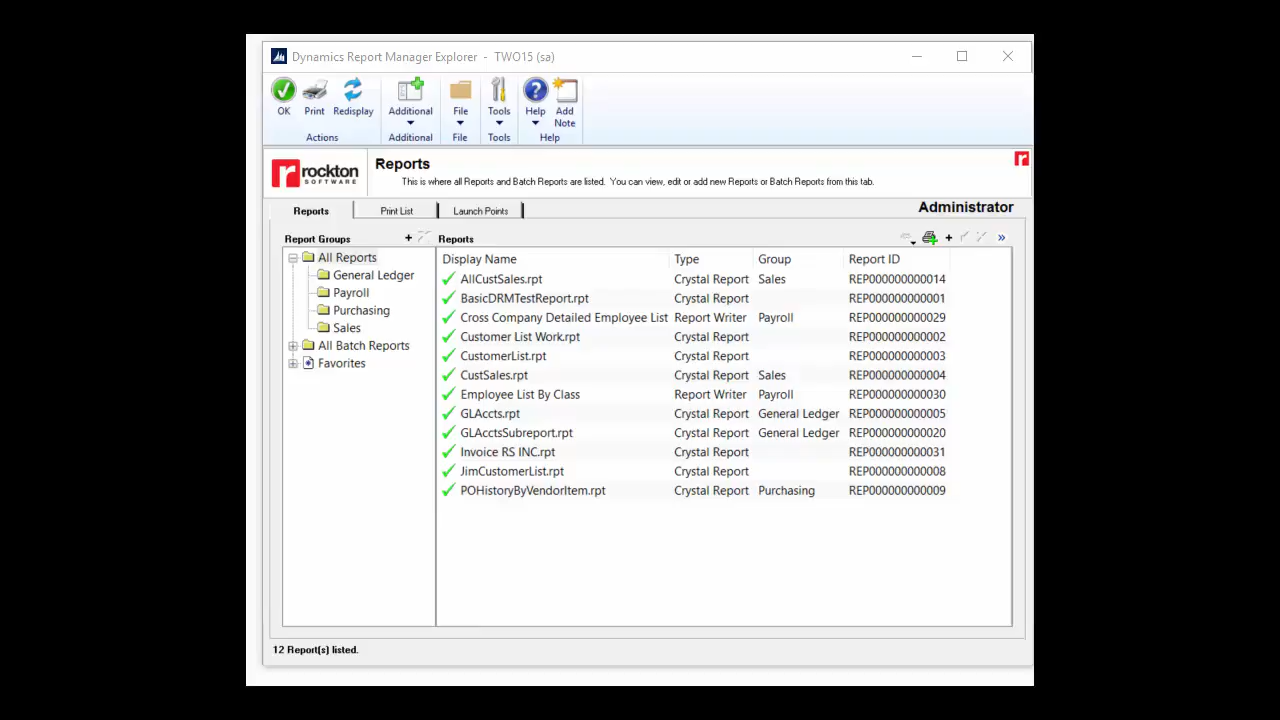 Dynamics Report Manager Explorer - TWO15 (sa)
OK Print Redisplay Additional File Tools Help Add Note
Actions Additional File Tools Help
rockton SOFTWARE
Reports
This is where all Reports and Batch Reports are listed. You can view, edit or add new Reports or Batch Reports from this tab.
Reports Print List Launch Points Administrator
Report Groups
All Reports
General Ledger
Payroll
Purchasing
Sales
All Batch Reports
Favorites
Reports
Display Name Type Group Report ID
AllCustSales.rpt Crystal Report Sales REP000000000014
BasicDRMTestReport.rpt Crystal Report REP000000000001
Cross Company Detailed Employee List Report Writer Payroll REP000000000029
Customer List Work.rpt Crystal Report REP000000000002
CustomerList.rpt Crystal Report REP000000000003
CustSales.rpt Crystal Report Sales REP000000000004
Employee List By Class Report Writer Payroll REP000000000030
GLAccts.rpt Crystal Report General Ledger REP000000000005
GLAcctsSubreport.rpt Crystal Report General Ledger REP000000000020
Invoice RS INC.rpt Crystal Report REP000000000031
JimCustomerList.rpt Crystal Report REP000000000008
POHistoryByVendorItem.rpt Crystal Report Purchasing REP000000000009
12 Report(s) listed.